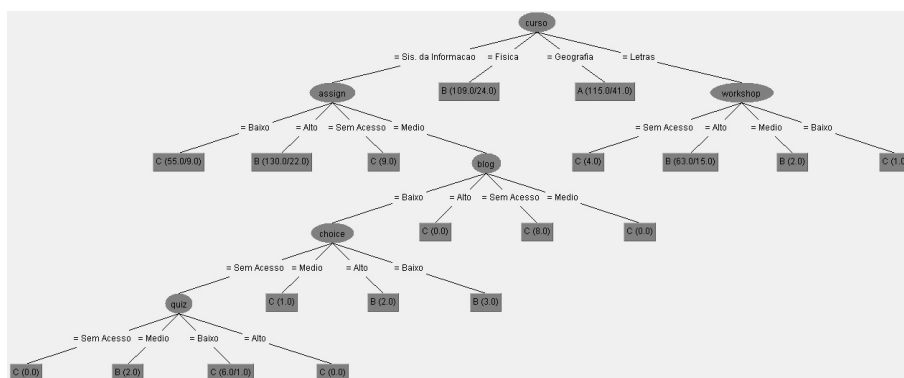 curso
= Sis. da Informacao = Fisica = Geografia = Letras
assign B (109.0/24.0) A (115.0/41.0) workshop
= Baixo = Alto = Sem Acesso = Medio = Sem Acesso = Alto = Medio = Baixo
C (55.0/9.0) B (130.0/22.0) C (9.0) blog C (4.0) B (63.0/15.0) B (2.0) C (1.0)
= Baixo = Alto = Sem Acesso = Medio
choice C (0.0) C (8.0) C (0.0)
= Sem Acesso = Medio = Alto = Baixo
quiz C (1.0) B (2.0) B (3.0)
= Sem Acesso = Medio = Baixo = Alto
C (0.0) B (2.0) C (6.0/1.0) C (0.0)